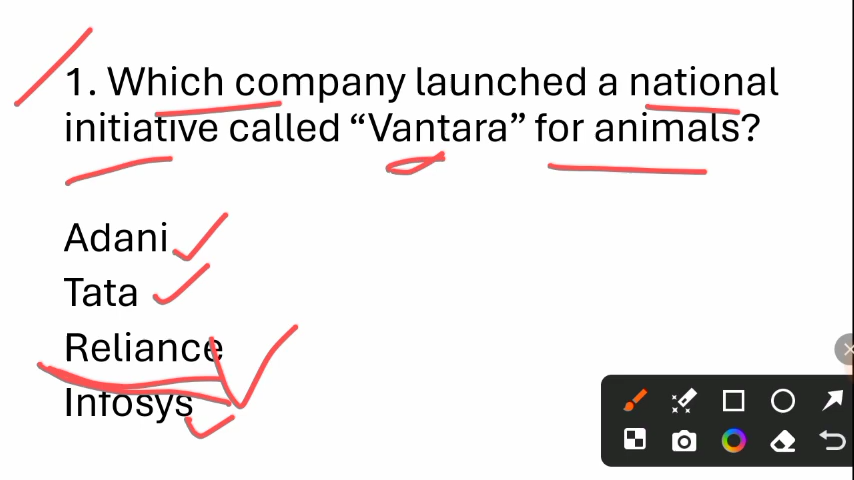 1. Which company launched a national
initiative called “Vantara” for animals?
Adani
Tata
Reliance
Infosys